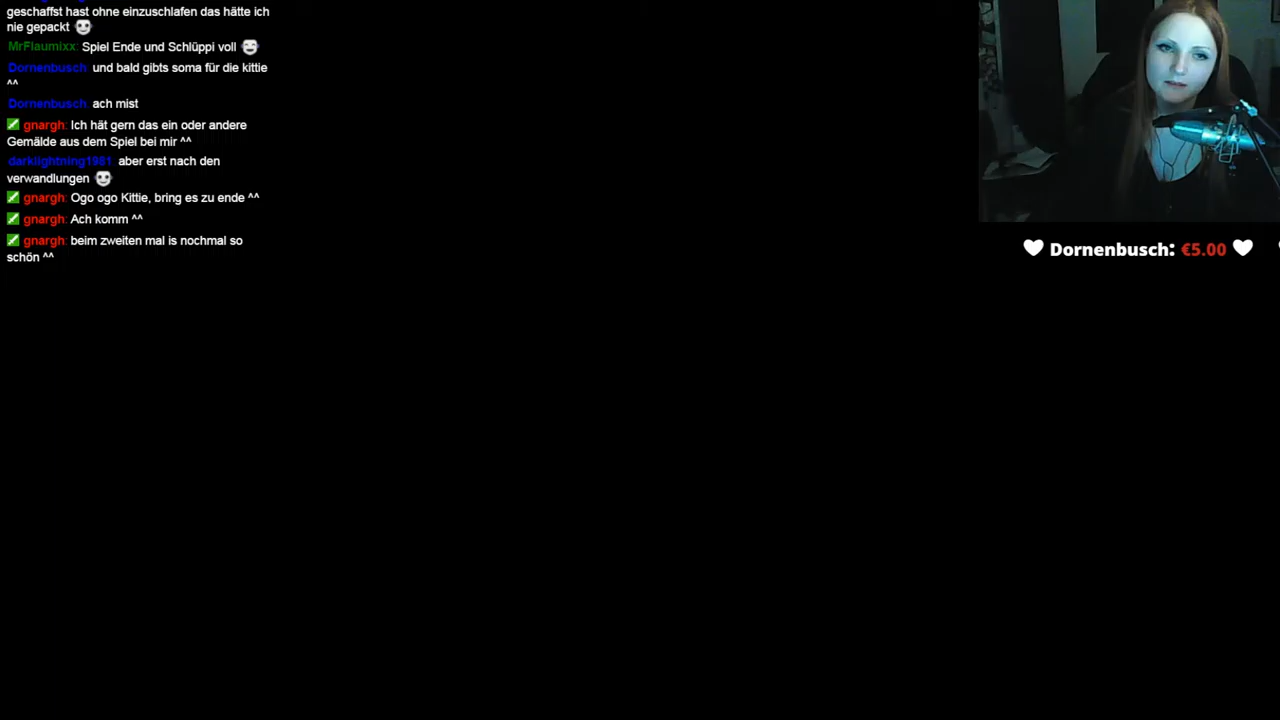 geschaffst hast ohne einzuschlafen das hätte ich
nie gepackt
MrFlaumixx: Spiel Ende und Schlüppi voll
Dornenbusch: und bald gibts soma für die kittie
^^
Dornenbusch: ach mist
gnargh: Ich hät gern das ein oder andere
Gemälde aus dem Spiel bei mir ^^
darklightning1981: aber erst nach den
verwandlungen
gnargh: Ogo ogo Kittie, bring es zu ende ^^
gnargh: Ach komm ^^
gnargh: beim zweiten mal is nochmal so
schön ^^
Dornenbusch: €5.00